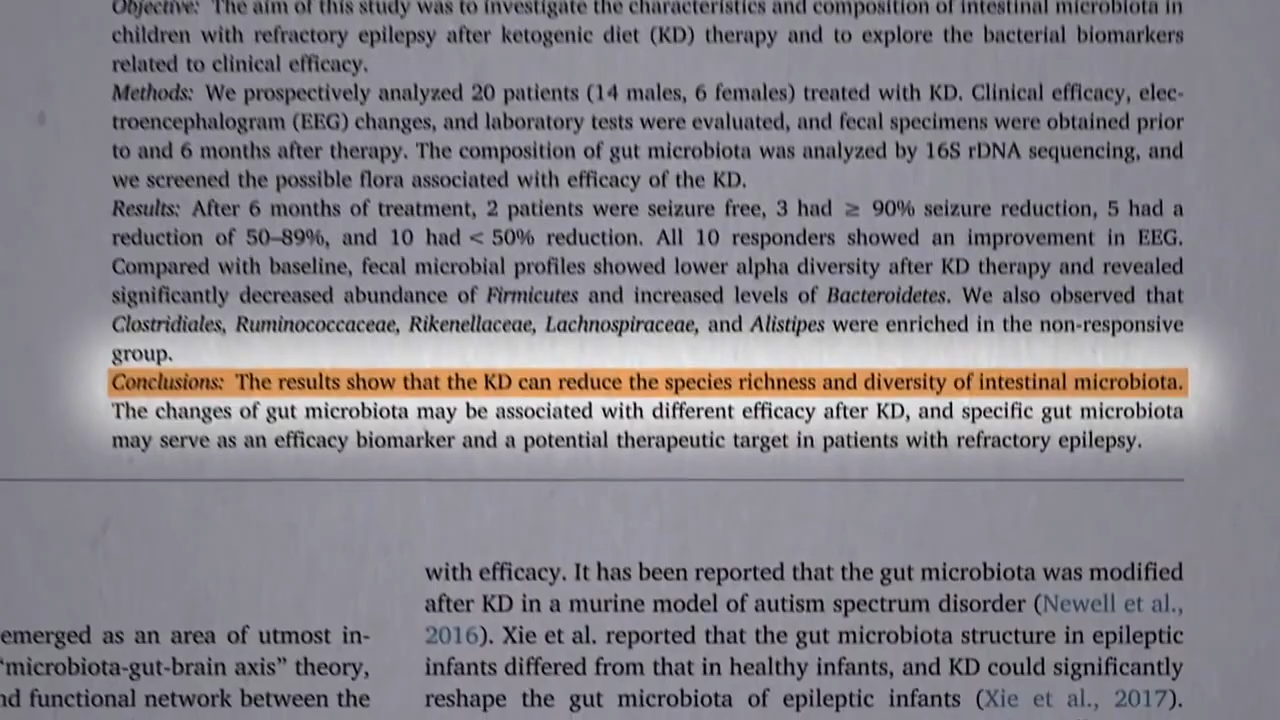 Objective: The aim of this study was to investigate the characteristics and composition of intestinal microbiota in
children with refractory epilepsy after ketogenic diet (KD) therapy and to explore the bacterial biomarkers
related to clinical efficacy.
Methods: We prospectively analyzed 20 patients (14 males, 6 females) treated with KD. Clinical efficacy, elec-
troencephalogram (EEG) changes, and laboratory tests were evaluated, and fecal specimens were obtained prior
to and 6 months after therapy. The composition of gut microbiota was analyzed by 16S rDNA sequencing, and
we screened the possible flora associated with efficacy of the KD.
Results: After 6 months of treatment, 2 patients were seizure free, 3 had ≥ 90% seizure reduction, 5 had a
reduction of 50–89%, and 10 had < 50% reduction. All 10 responders showed an improvement in EEG.
Compared with baseline, fecal microbial profiles showed lower alpha diversity after KD therapy and revealed
significantly decreased abundance of Firmicutes and increased levels of Bacteroidetes. We also observed that
Clostridiales, Ruminococcaceae, Rikenellaceae, Lachnospiraceae, and Alistipes were enriched in the non-responsive
group.
Conclusions: The results show that the KD can reduce the species richness and diversity of intestinal microbiota.
The changes of gut microbiota may be associated with different efficacy after KD, and specific gut microbiota
may serve as an efficacy biomarker and a potential therapeutic target in patients with refractory epilepsy.
emerged as an area of utmost in-
"microbiota-gut-brain axis" theory,
nd functional network between the
with efficacy. It has been reported that the gut microbiota was modified
after KD in a murine model of autism spectrum disorder (Newell et al.,
2016). Xie et al. reported that the gut microbiota structure in epileptic
infants differed from that in healthy infants, and KD could significantly
reshape the gut microbiota of epileptic infants (Xie et al., 2017).